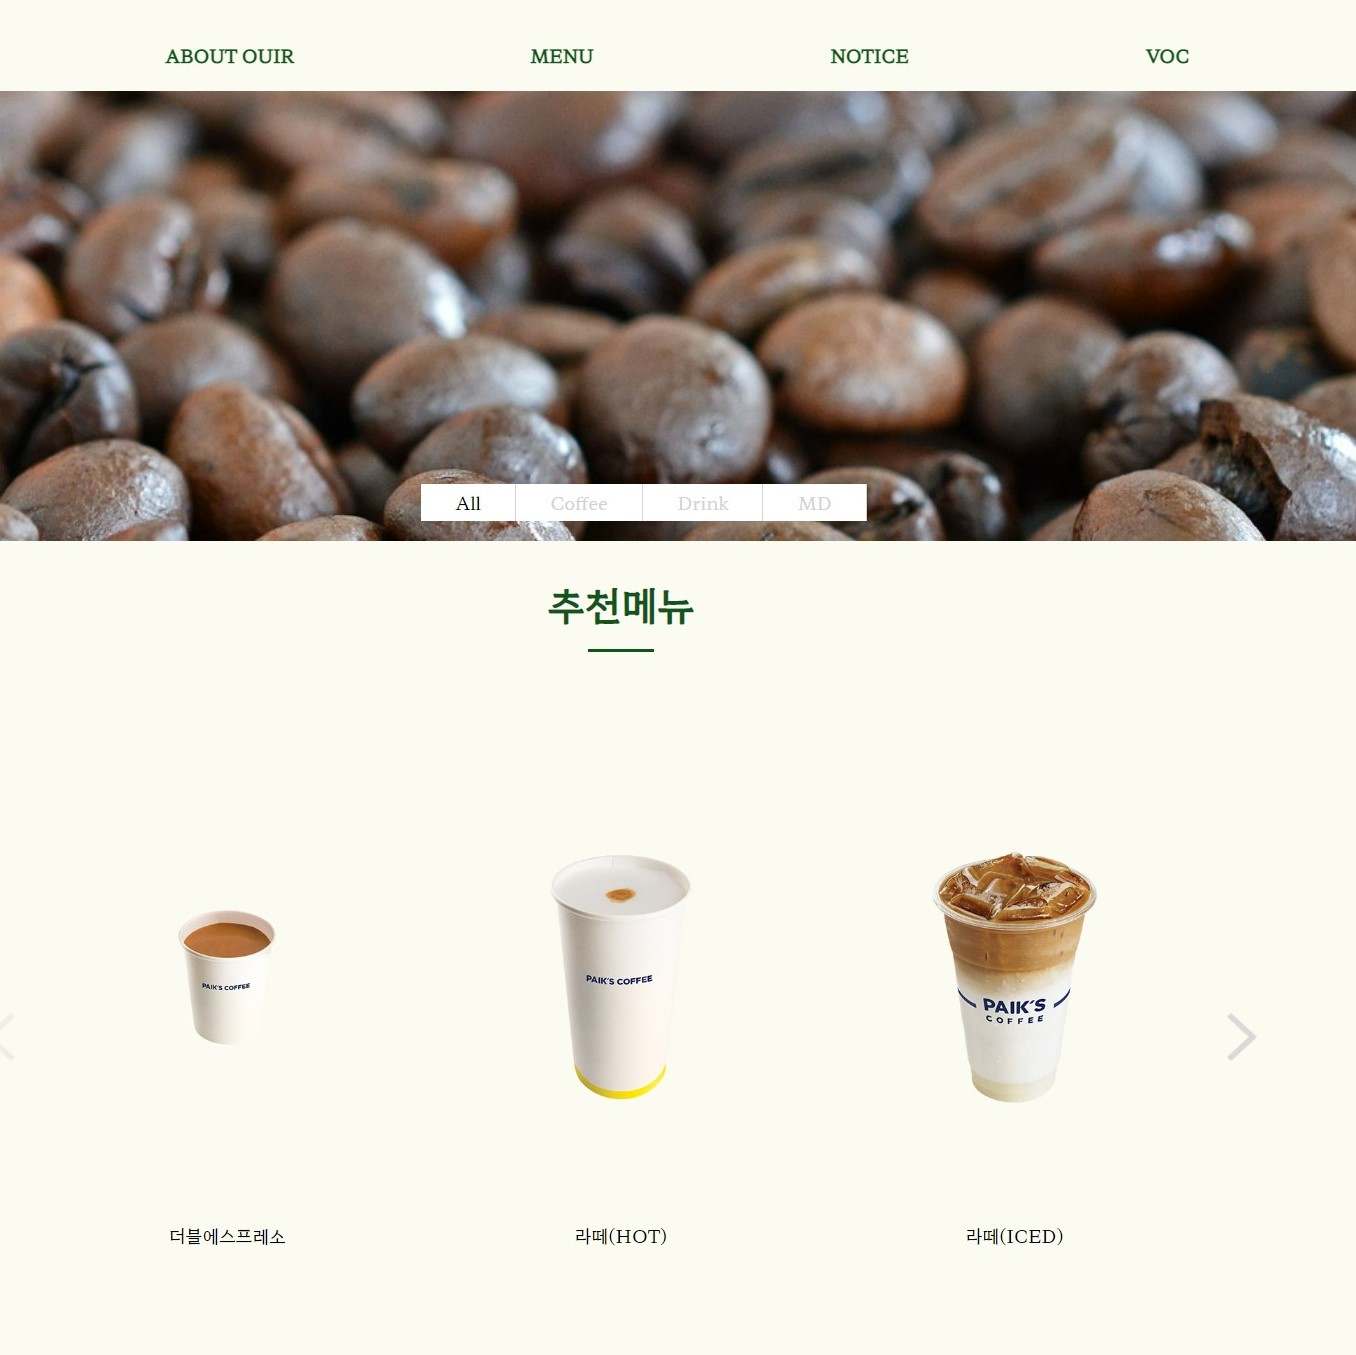 ABOUT OUIR MENU NOTICE VOC
All Coffee Drink MD
추천메뉴
PAIK'S COFFEE
PAIK'S COFFEE
PAIK'S
COFFEE
더블에스프레소 라떼(HOT) 라떼(ICED)